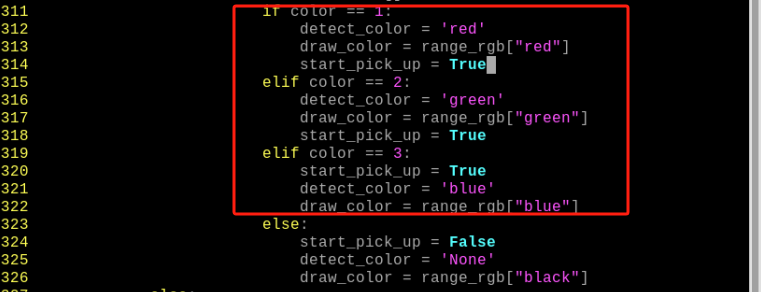 311 if color == 1:
312 detect_color = 'red'
313 draw_color = range_rgb["red"]
314 start_pick_up = True
315 elif color == 2:
316 detect_color = 'green'
317 draw_color = range_rgb["green"]
318 start_pick_up = True
319 elif color == 3:
320 start_pick_up = True
321 detect_color = 'blue'
322 draw_color = range_rgb["blue"]
323 else:
324 start_pick_up = False
325 detect_color = 'None'
326 draw_color = range_rgb["black"]
327 else: